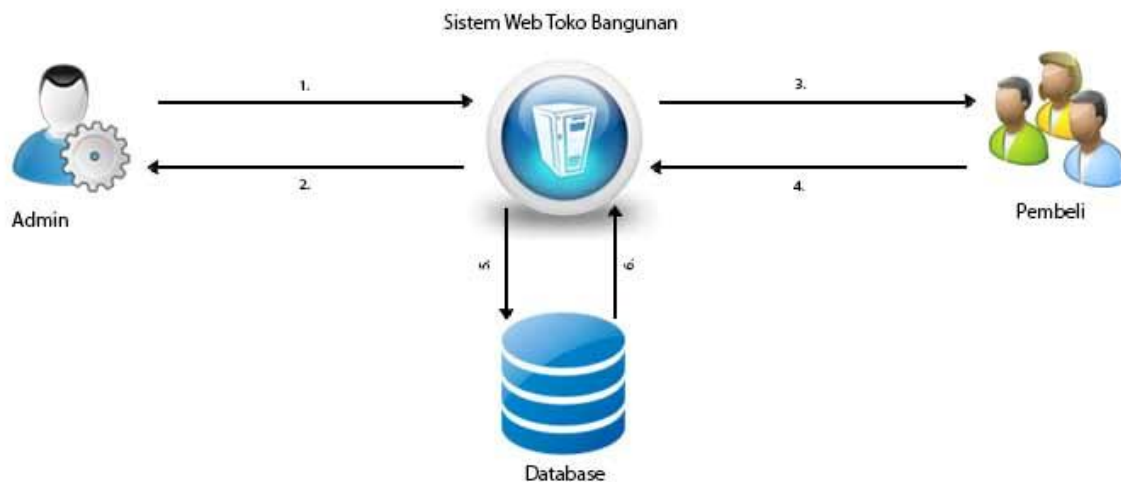 Sistem Web Toko Bangunan
1.
3.
2.
4.
Admin
Pembeli
5.
6.
Database